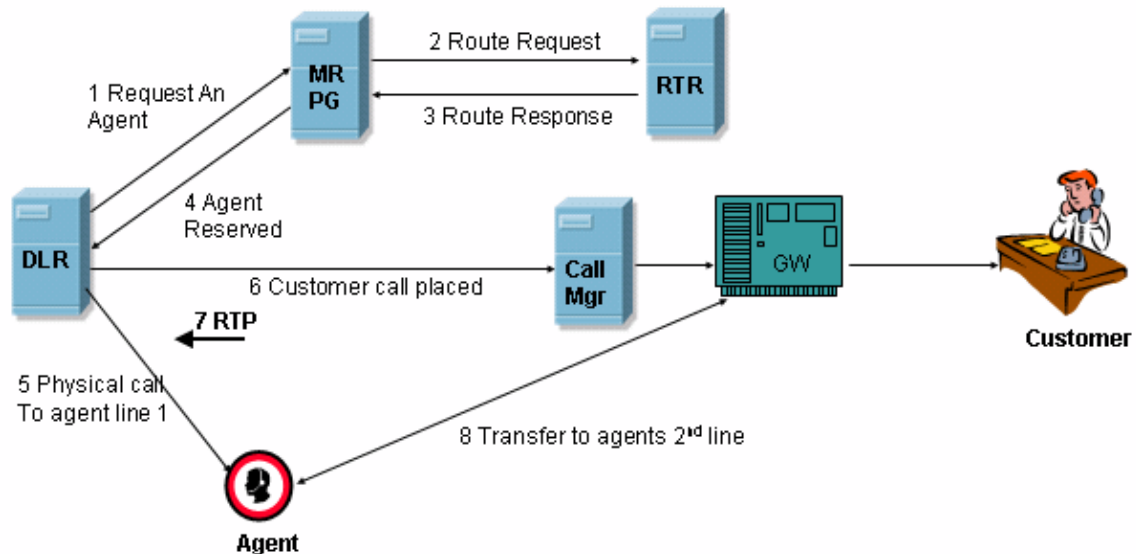 2 Route Request
MR
PG
RTR
1 Request An
Agent
3 Route Response
4 Agent
Reserved
DLR
Call
Mgr
GW
6 Customer call placed
Customer
7 RTP
5 Physical call
To agent line 1
8 Transfer to agents 2nd line
Agent